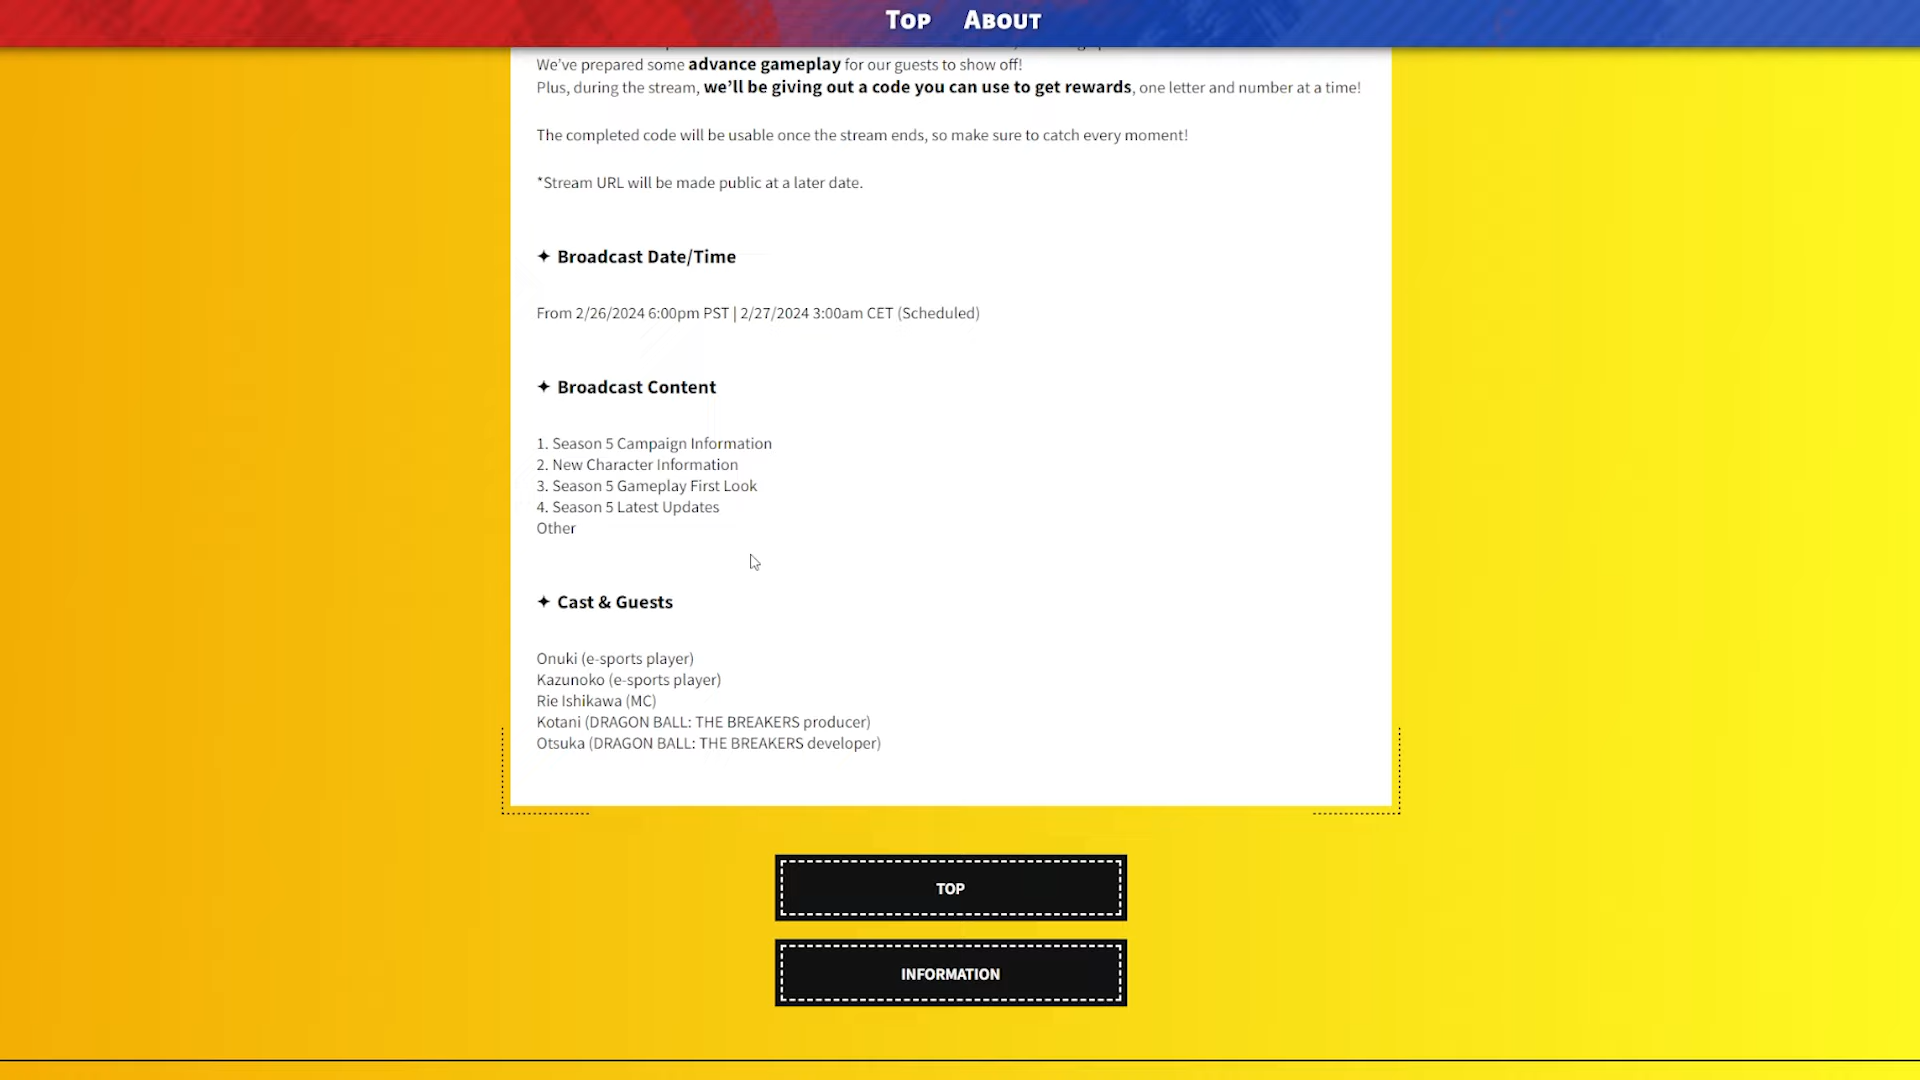 TOP ABOUT
We've prepared some advance gameplay for our guests to show off!
Plus, during the stream, we'll be giving out a code you can use to get rewards, one letter and number at a time!
The completed code will be usable once the stream ends, so make sure to catch every moment!
*Stream URL will be made public at a later date.
✦ Broadcast Date/Time
From 2/26/2024 6:00pm PST | 2/27/2024 3:00am CET (Scheduled)
✦ Broadcast Content
1. Season 5 Campaign Information
2. New Character Information
3. Season 5 Gameplay First Look
4. Season 5 Latest Updates
Other
✦ Cast & Guests
Onuki (e-sports player)
Kazunoko (e-sports player)
Rie Ishikawa (MC)
Kotani (DRAGON BALL: THE BREAKERS producer)
Otsuka (DRAGON BALL: THE BREAKERS developer)
TOP
INFORMATION